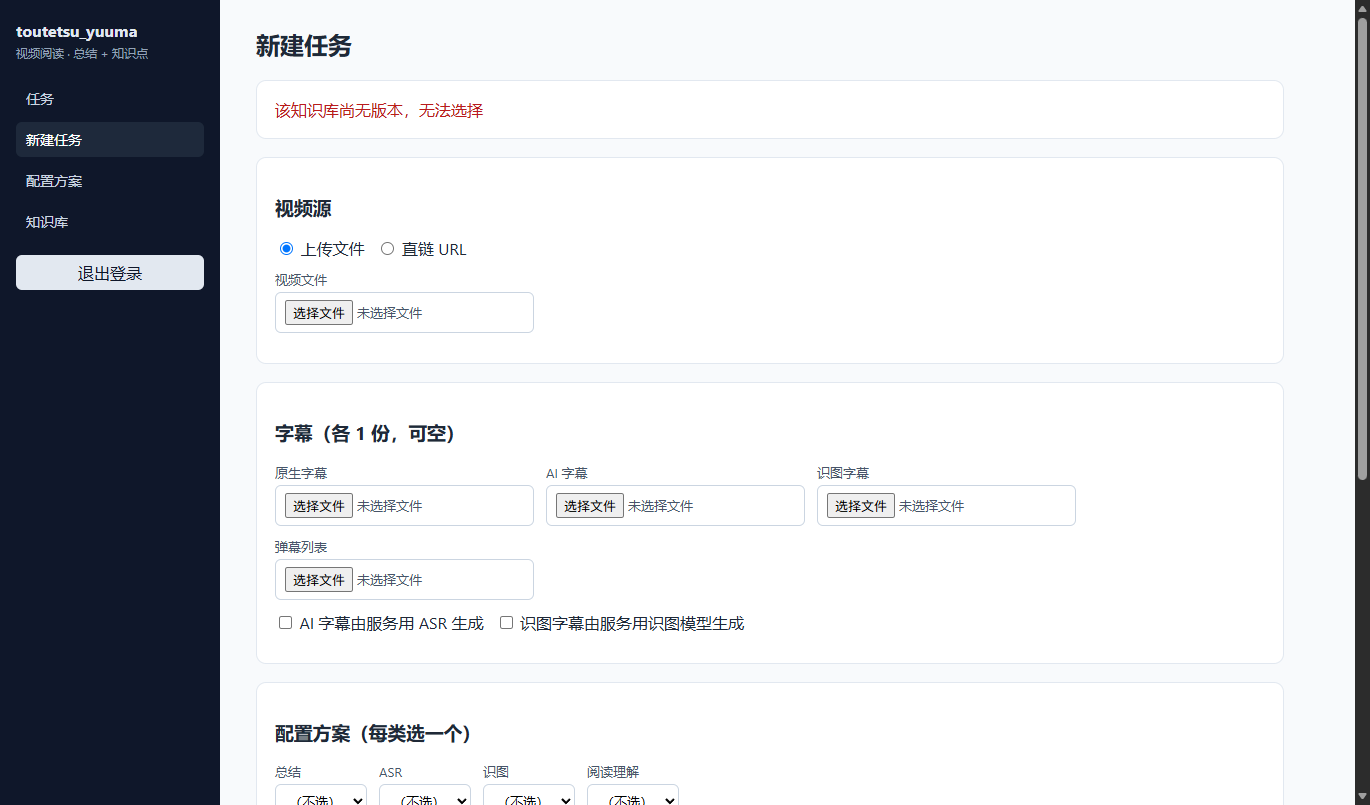 toutetsu_yuuma
视频阅读 · 总结 + 知识点
任务
新建任务
配置方案
知识库
退出登录
新建任务
该知识库尚无版本，无法选择
视频源
上传文件 直链 URL
视频文件
选择文件 未选择文件
字幕（各 1 份，可空）
原生字幕 AI 字幕 识图字幕
选择文件 未选择文件 选择文件 未选择文件 选择文件 未选择文件
弹幕列表
选择文件 未选择文件
AI 字幕由服务用 ASR 生成 识图字幕由服务用识图模型生成
配置方案（每类选一个）
总结 ASR 识图 阅读理解
（不选） （不选） （不选） （不选）